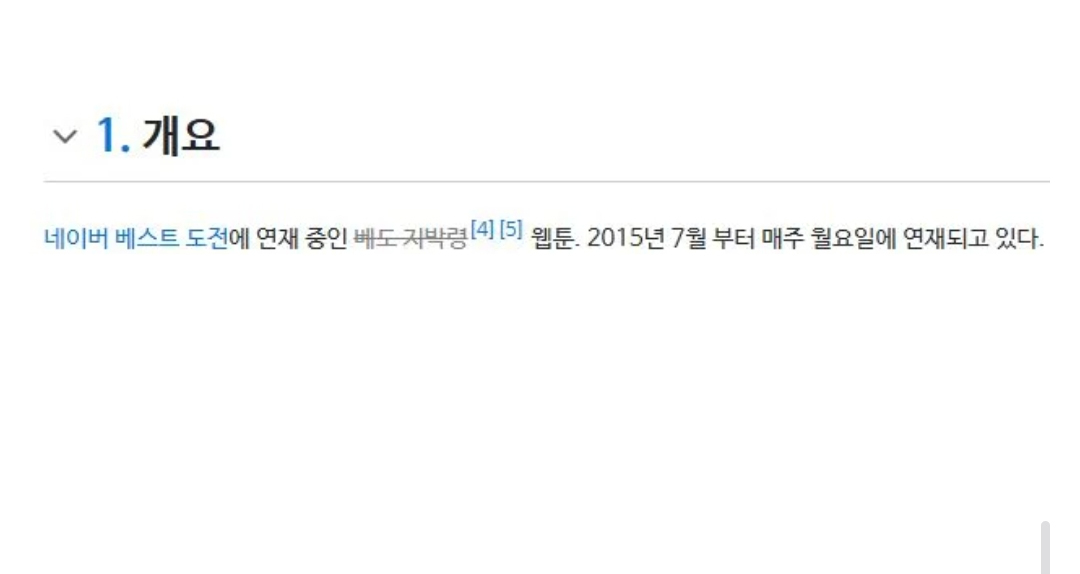 1. 개요
네이버 베스트 도전에 연재 중인 베도 지박령[4] [5] 웹툰. 2015년 7월 부터 매주 월요일에 연재되고 있다.